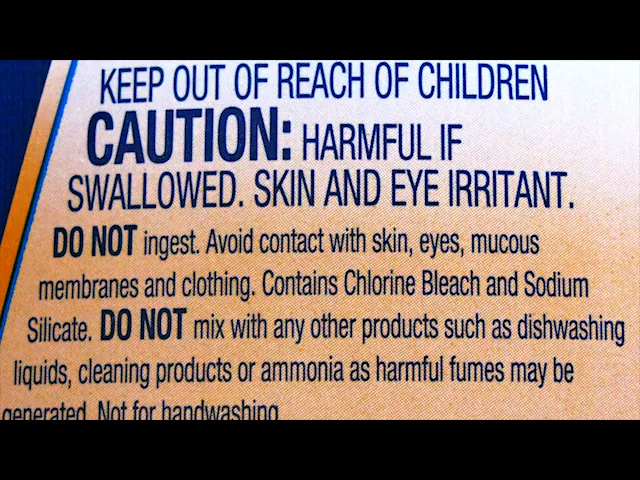 KEEP OUT OF REACH OF CHILDREN
CAUTION: HARMFUL IF
SWALLOWED. SKIN AND EYE IRRITANT.
DO NOT ingest. Avoid contact with skin, eyes, mucous
membranes and clothing. Contains Chlorine Bleach and Sodium
Silicate. DO NOT mix with any other products such as dishwashing
liquids, cleaning products or ammonia as harmful fumes may be
generated. Not for handwashing